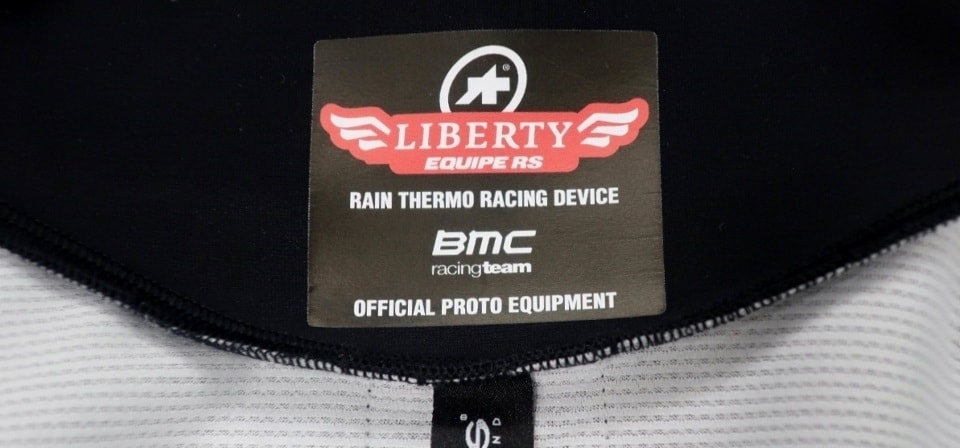 LIBERTY
EQUIPE RS
RAIN THERMO RACING DEVICE
BMC
racingteam
OFFICIAL PROTO EQUIPMENT